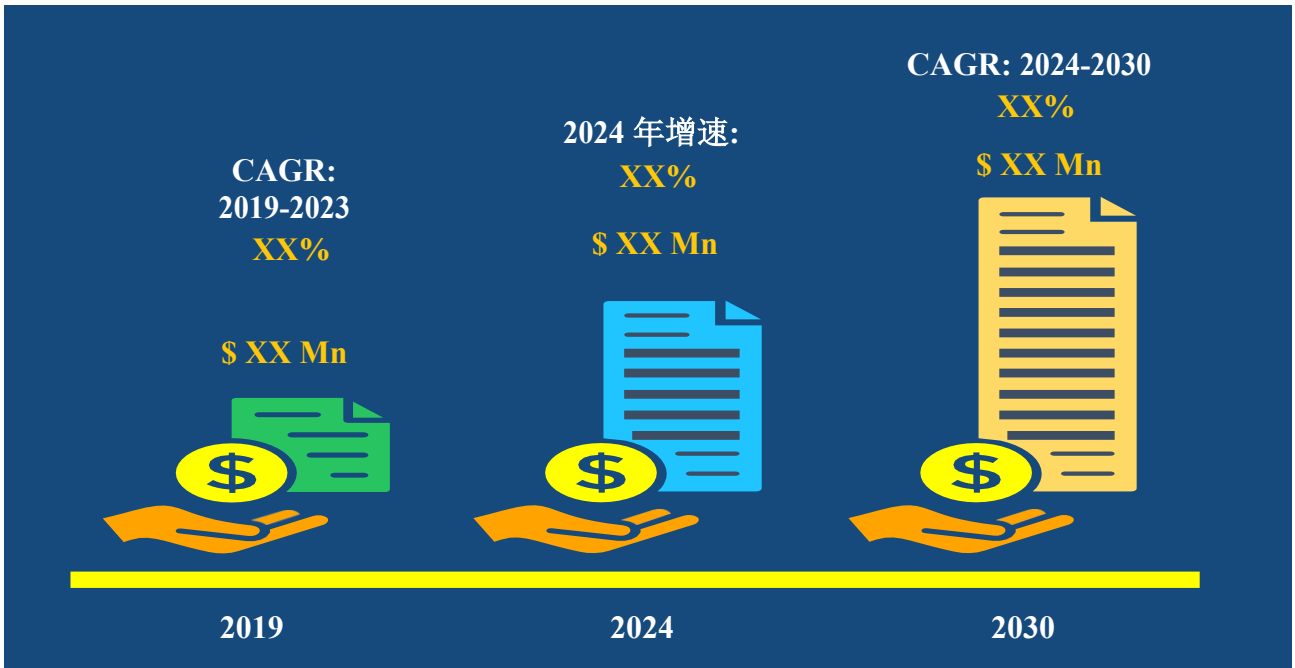 CAGR:
2019-2023
XX%
$ XX Mn
$
2019
2024 年增速:
XX%
$ XX Mn
$
2024
CAGR: 2024-2030
XX%
$ XX Mn
$
2030